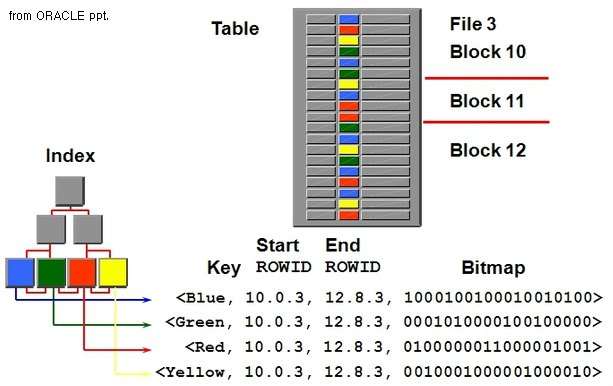 from ORACLE ppt.
Table
File 3
Block 10
Block 11
Block 12
Index
Start End
Key ROWID ROWID Bitmap
<Blue, 10.0.3, 12.8.3, 1000100100010010100>
<Green, 10.0.3, 12.8.3, 0001010000100100000>
<Red, 10.0.3, 12.8.3, 0100000011000001001>
<Yellow, 10.0.3, 12.8.3, 0010001000001000010>